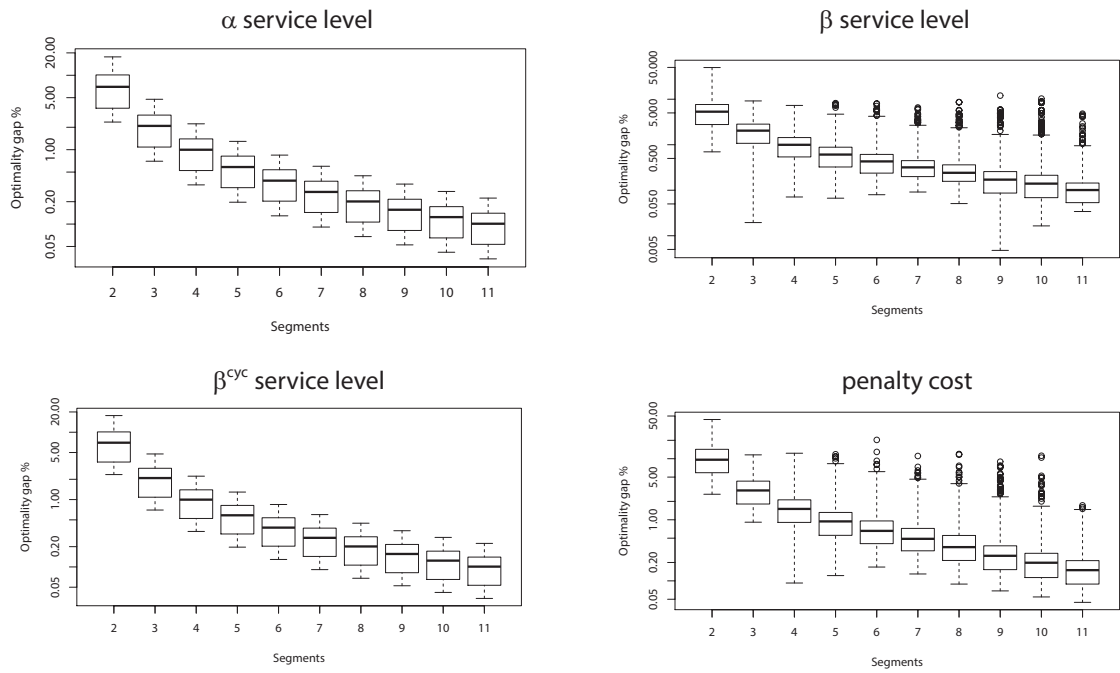 α service level
Optimality gap %
20.00
5.00
1.00
0.20
0.05
2 3 4 5 6 7 8 9 10 11
Segments
β service level
Optimality gap %
50.000
5.000
0.500
0.050
0.005
2 3 4 5 6 7 8 9 10 11
Segments
βcyc service level
Optimality gap %
20.00
5.00
1.00
0.20
0.05
2 3 4 5 6 7 8 9 10 11
Segments
penalty cost
Optimality gap %
50.00
5.00
1.00
0.20
0.05
2 3 4 5 6 7 8 9 10 11
Segments